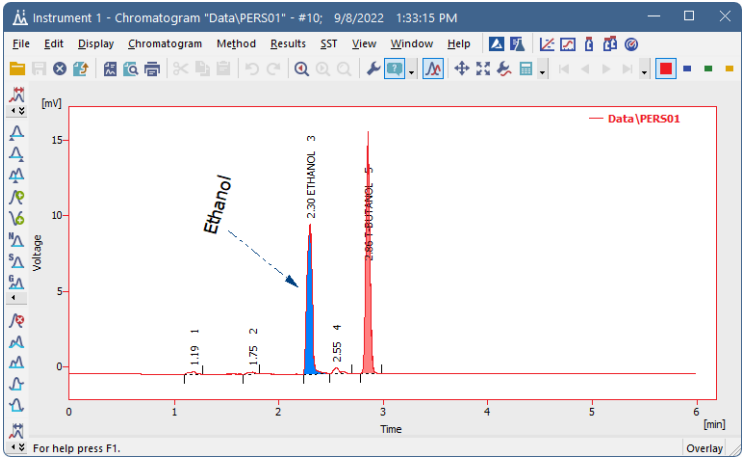 Instrument 1 - Chromatogram "Data\PERS01" - #10;  9/8/2022  1:33:15 PM
File Edit Display Chromatogram Method Results SST View Window Help
[mV]
Data\PERS01
15
10
5
0
Voltage
Ethanol
1.19 1
1.75 2
2.30 ETHANOL 3
2.55 4
2.86 T-BUTANOL 5
0 1 2 3 4 5 6
Time
[min]
For help press F1.
Overlay